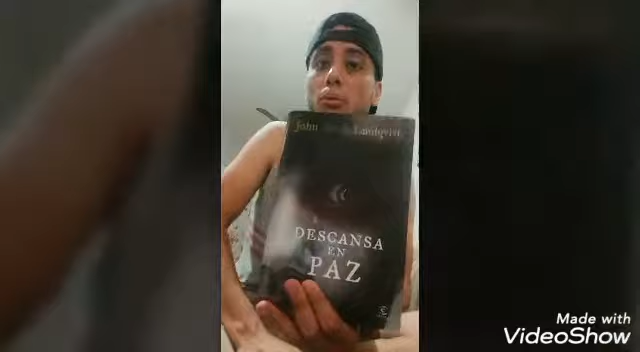 John Lindqvist
DESCANSA
EN
PAZ
Made with
VideoShow